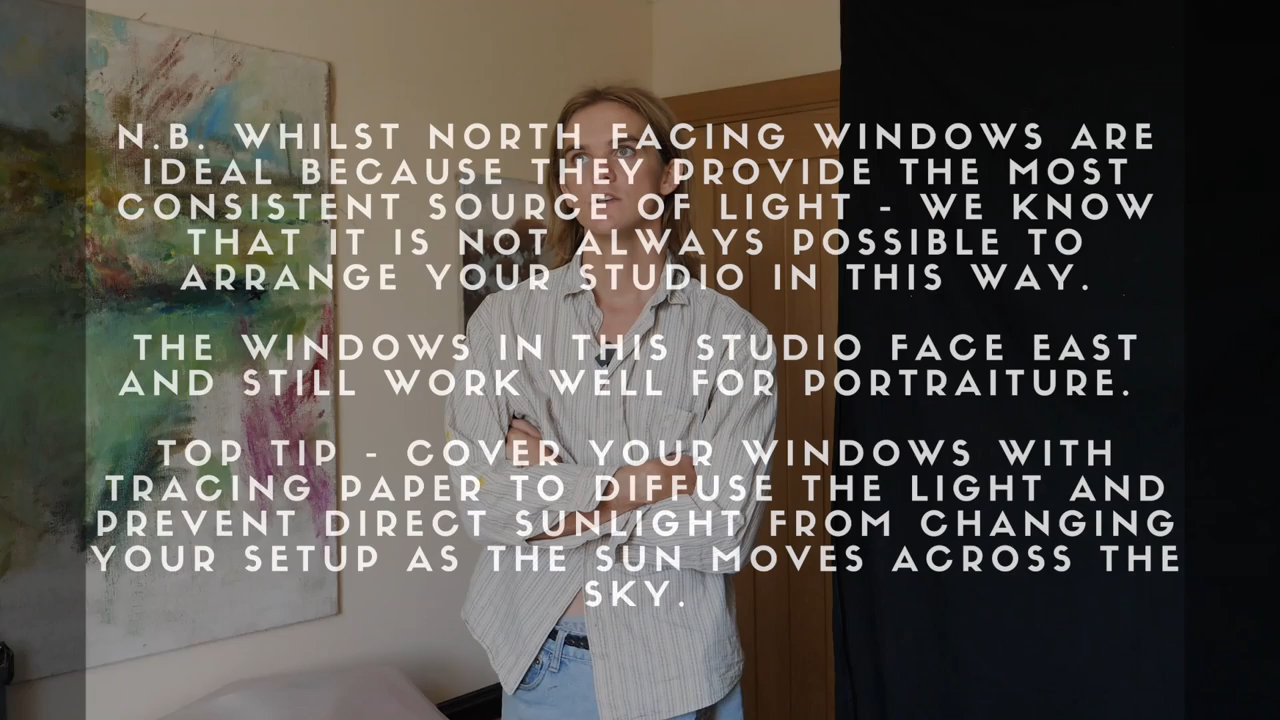 N.B. WHILST NORTH FACING WINDOWS ARE
IDEAL BECAUSE THEY PROVIDE THE MOST
CONSISTENT SOURCE OF LIGHT - WE KNOW
THAT IT IS NOT ALWAYS POSSIBLE TO
ARRANGE YOUR STUDIO IN THIS WAY.
THE WINDOWS IN THIS STUDIO FACE EAST
AND STILL WORK WELL FOR PORTRAITURE.
TOP TIP - COVER YOUR WINDOWS WITH
TRACING PAPER TO DIFFUSE THE LIGHT AND
PREVENT DIRECT SUNLIGHT FROM CHANGING
YOUR SETUP AS THE SUN MOVES ACROSS THE
SKY.